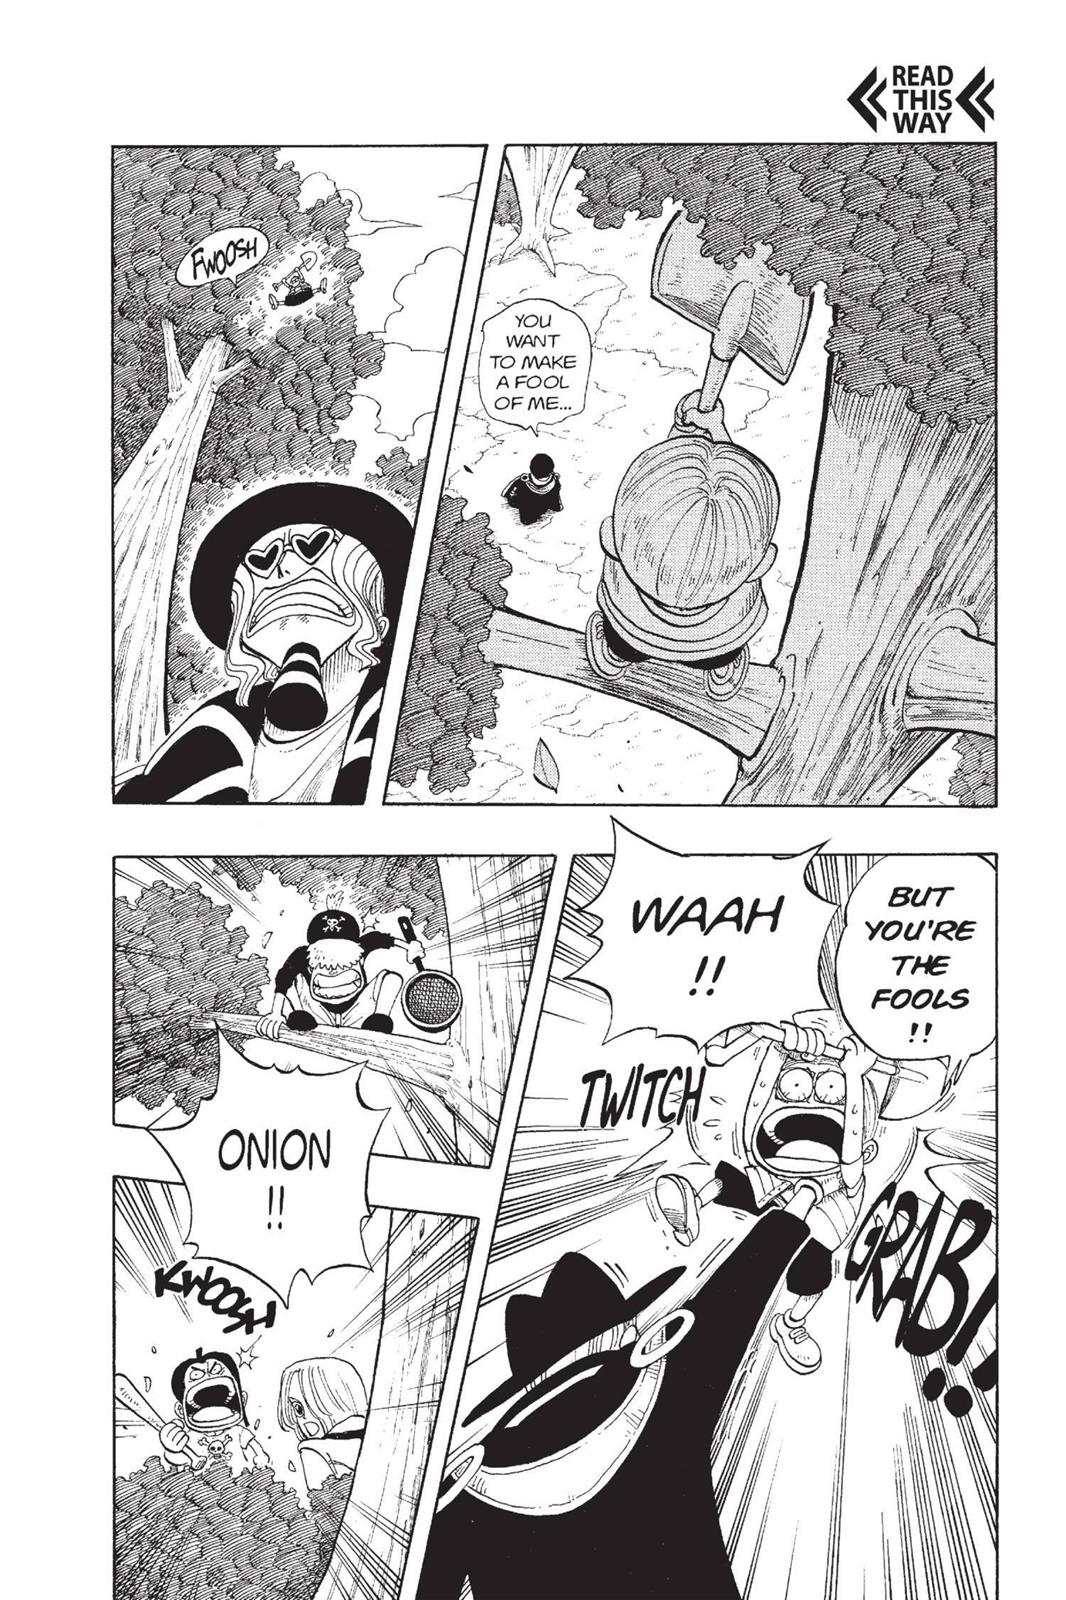 READ
THIS
WAY
YOU
WANT
TO MAKE
A FOOL
OF ME...
FWOOSH
BUT
YOU'RE
THE
FOOLS
!!
WAAH
!!
TWITCH
GRAB!!
ONION
!!
KWOOSH